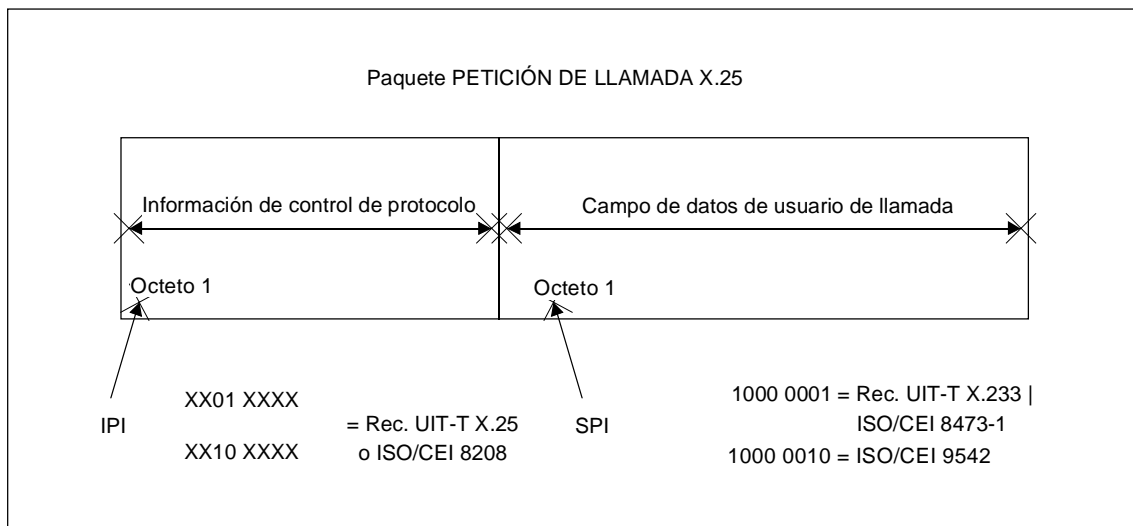 Paquete PETICIÓN DE LLAMADA X.25
Información de control de protocolo
Campo de datos de usuario de llamada
Octeto 1
Octeto 1
IPI
XX01 XXXX
XX10 XXXX
= Rec. UIT-T X.25
o ISO/CEI 8208
SPI
1000 0001 = Rec. UIT-T X.233 |
ISO/CEI 8473-1
1000 0010 = ISO/CEI 9542